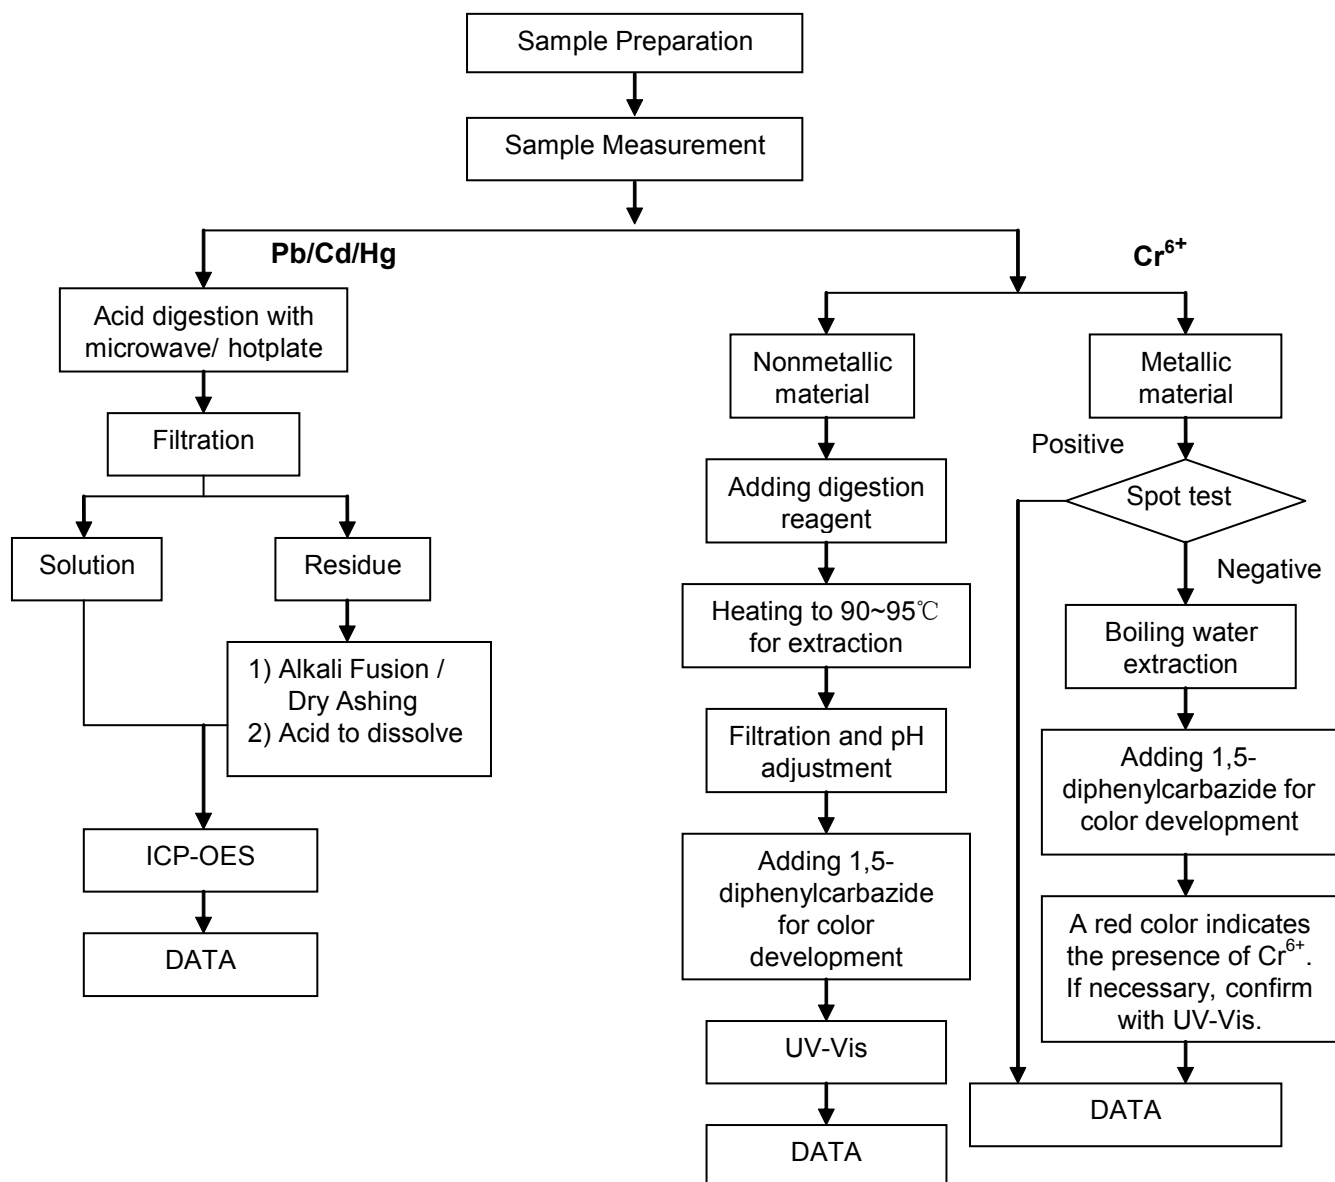 Sample Preparation
Sample Measurement
Pb/Cd/Hg
Acid digestion with
microwave/ hotplate
Filtration
Solution
Residue
1) Alkali Fusion /
Dry Ashing
2) Acid to dissolve
ICP-OES
DATA
Cr⁶⁺
Nonmetallic
material
Adding digestion
reagent
Heating to 90~95℃
for extraction
Filtration and pH
adjustment
Adding 1,5-
diphenylcarbazide
for color
development
UV-Vis
DATA
Metallic
material
Positive
Spot test
Negative
Boiling water
extraction
Adding 1,5-
diphenylcarbazide for
color development
A red color indicates
the presence of Cr⁶⁺.
If necessary, confirm
with UV-Vis.
DATA